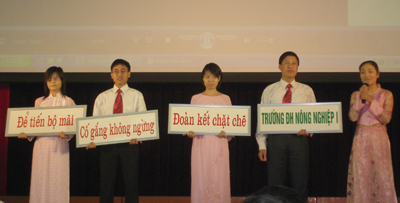 Để tiến bộ mãi
Cố gắng không ngừng
Đoàn kết chặt chẽ
TRƯỜNG ĐH NÔNG NGHIỆP I